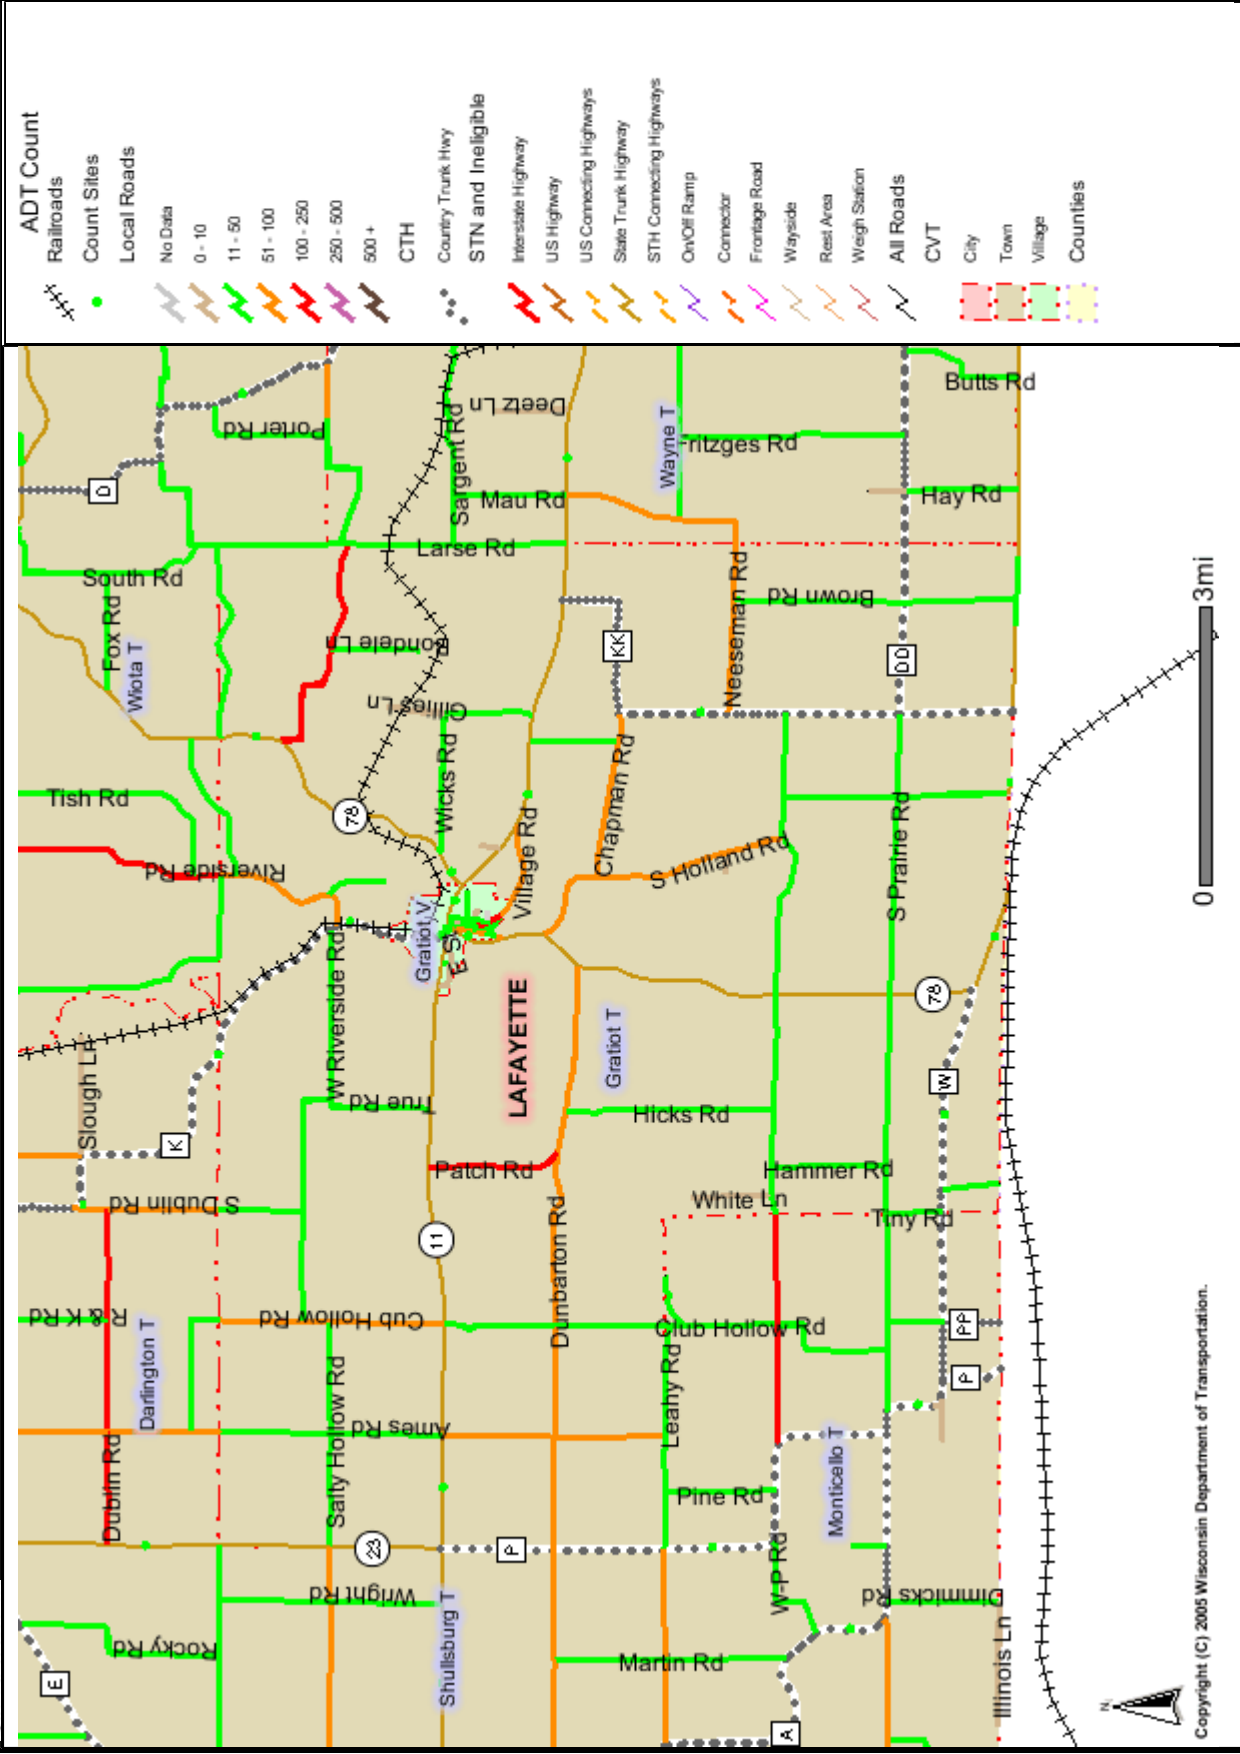 ADT Count
Railroads
Count Sites
Local Roads
No Data
0 - 10
11 - 50
51 - 100
100 - 250
250 - 500
500 +
CTH
Country Trunk Hwy
STN and Ineligible
Interstate Highway
US Highway
US Connecting Highways
State Trunk Highway
STH Connecting Highways
On/Off Ramp
Connector
Frontage Road
Wayside
Rest Area
Weigh Station
All Roads
CVT
City
Town
Village
Counties
D
Porter Rd
Deetz Ln
Sargent Rd
Wayne T
Fritzges Rd
Butts Rd
Mau Rd
Hay Rd
South Rd
Larse Rd
Fox Rd
Wiota T
Bondele Ln
KK
Neeseman Rd
Brown Rd
DD
3mi
0
Gillies Ln
Wicks Rd
Tish Rd
78
Riverside Rd
Village Rd
Chapman Rd
S Holland Rd
S Prairie Rd
Gratiot V
E St
W Riverside Rd
LAFAYETTE
Gratiot T
78
Slough Ln
K
True Rd
Hicks Rd
W
Patch Rd
Hammer Rd
White Ln
S Dublin Rd
Tiny Rd
11
Dunbarton Rd
R & K Rd
Darlington T
Cub Hollow Rd
Club Hollow Rd
PP
P
Salty Hollow Rd
Ames Rd
Leahy Rd
Dublin Rd
Pine Rd
Monticello T
23
P
W-P Rd
Wright Rd
Dimmicks Rd
Rocky Rd
Shullsburg T
Martin Rd
Illinois Ln
E
A
N
Copyright (C) 2005 Wisconsin Department of Transportation.